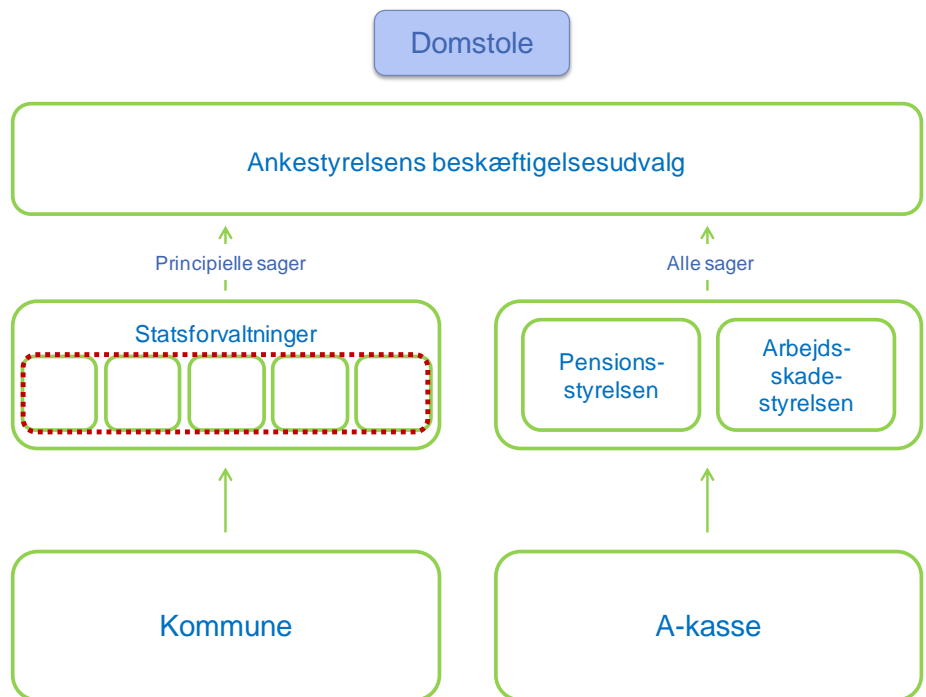 Domstole
Ankestyrelsens beskæftigelsesudvalg
Principielle sager
Alle sager
Statsforvaltninger
Pensions-
styrelsen
Arbejds-
skade-
styrelsen
Kommune
A-kasse